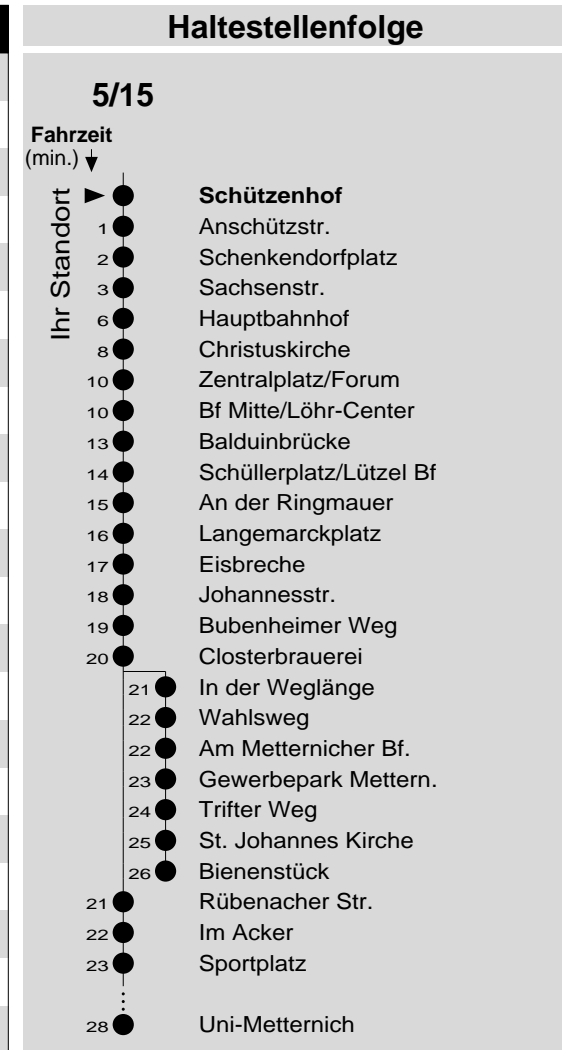 Haltestellenfolge
5/15
Fahrzeit
(min.)
Ihr Standort
Schützenhof
1 Anschützstr.
2 Schenkendorfplatz
3 Sachsenstr.
6 Hauptbahnhof
8 Christuskirche
10 Zentralplatz/Forum
10 Bf Mitte/Löhr-Center
13 Balduinbrücke
14 Schüllerplatz/Lützel Bf
15 An der Ringmauer
16 Langemarckplatz
17 Eisbreche
18 Johannesstr.
19 Bubenheimer Weg
20 Closterbrauerei
21 In der Weglänge
22 Wahlsweg
22 Am Metternicher Bf.
23 Gewerbepark Mettern.
24 Trifter Weg
25 St. Johannes Kirche
26 Bienenstück
21 Rübenacher Str.
22 Im Acker
23 Sportplatz
28 Uni-Metternich